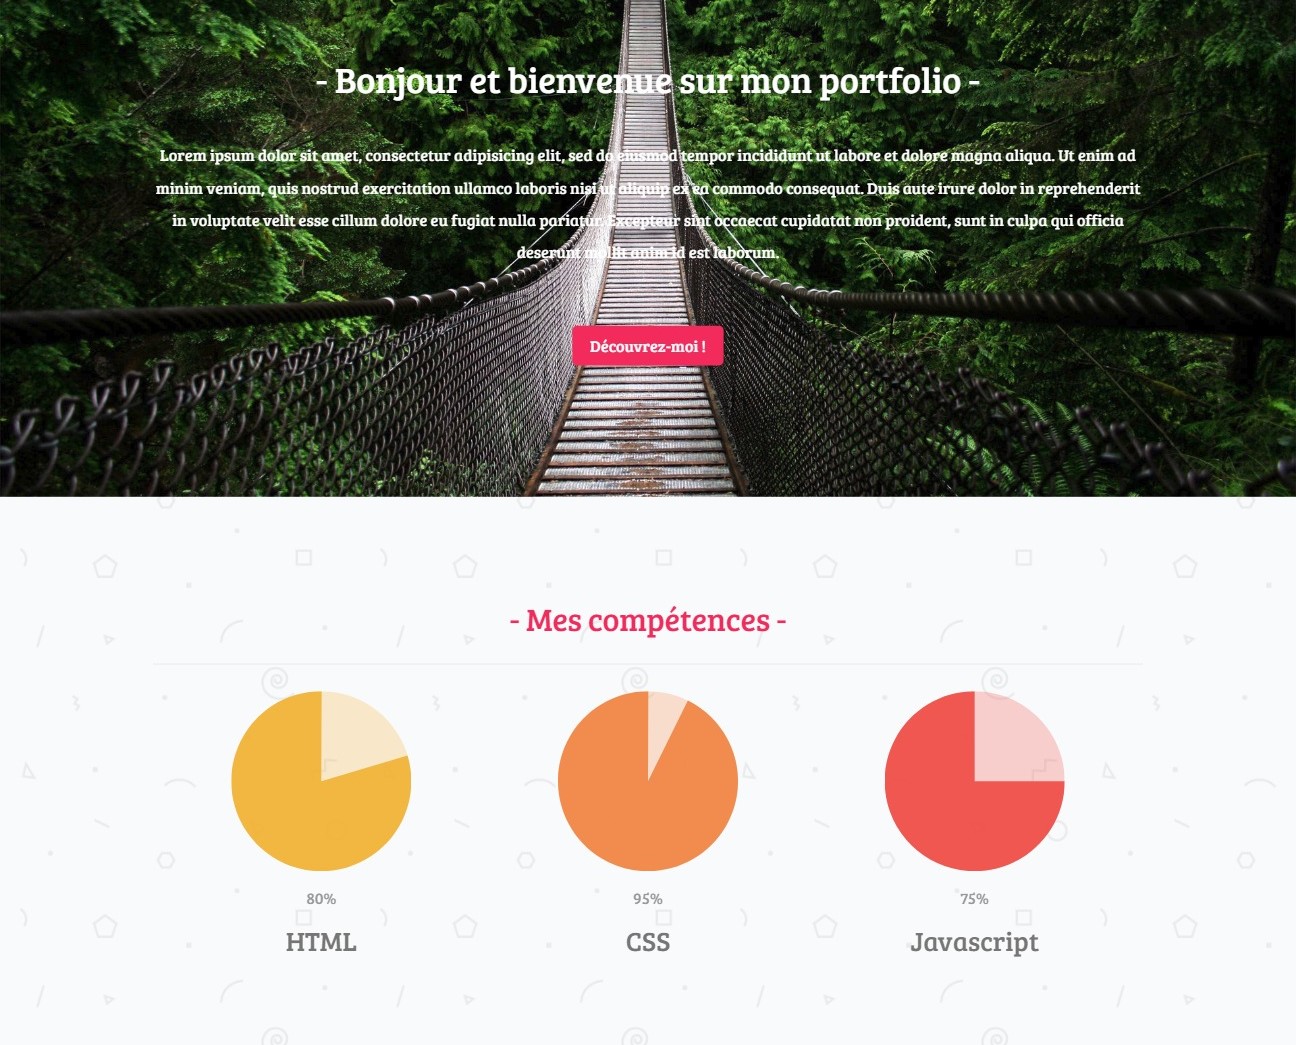 - Bonjour et bienvenue sur mon portfolio -
Lorem ipsum dolor sit amet, consectetur adipisicing elit, sed do eiusmod tempor incididunt ut labore et dolore magna aliqua. Ut enim ad
minim veniam, quis nostrud exercitation ullamco laboris nisi ut aliquip ex ea commodo consequat. Duis aute irure dolor in reprehenderit
in voluptate velit esse cillum dolore eu fugiat nulla pariatur. Excepteur sint occaecat cupidatat non proident, sunt in culpa qui officia
deserunt mollit anim id est laborum.
Découvrez-moi !
- Mes compétences -
80%
95%
75%
HTML
CSS
Javascript